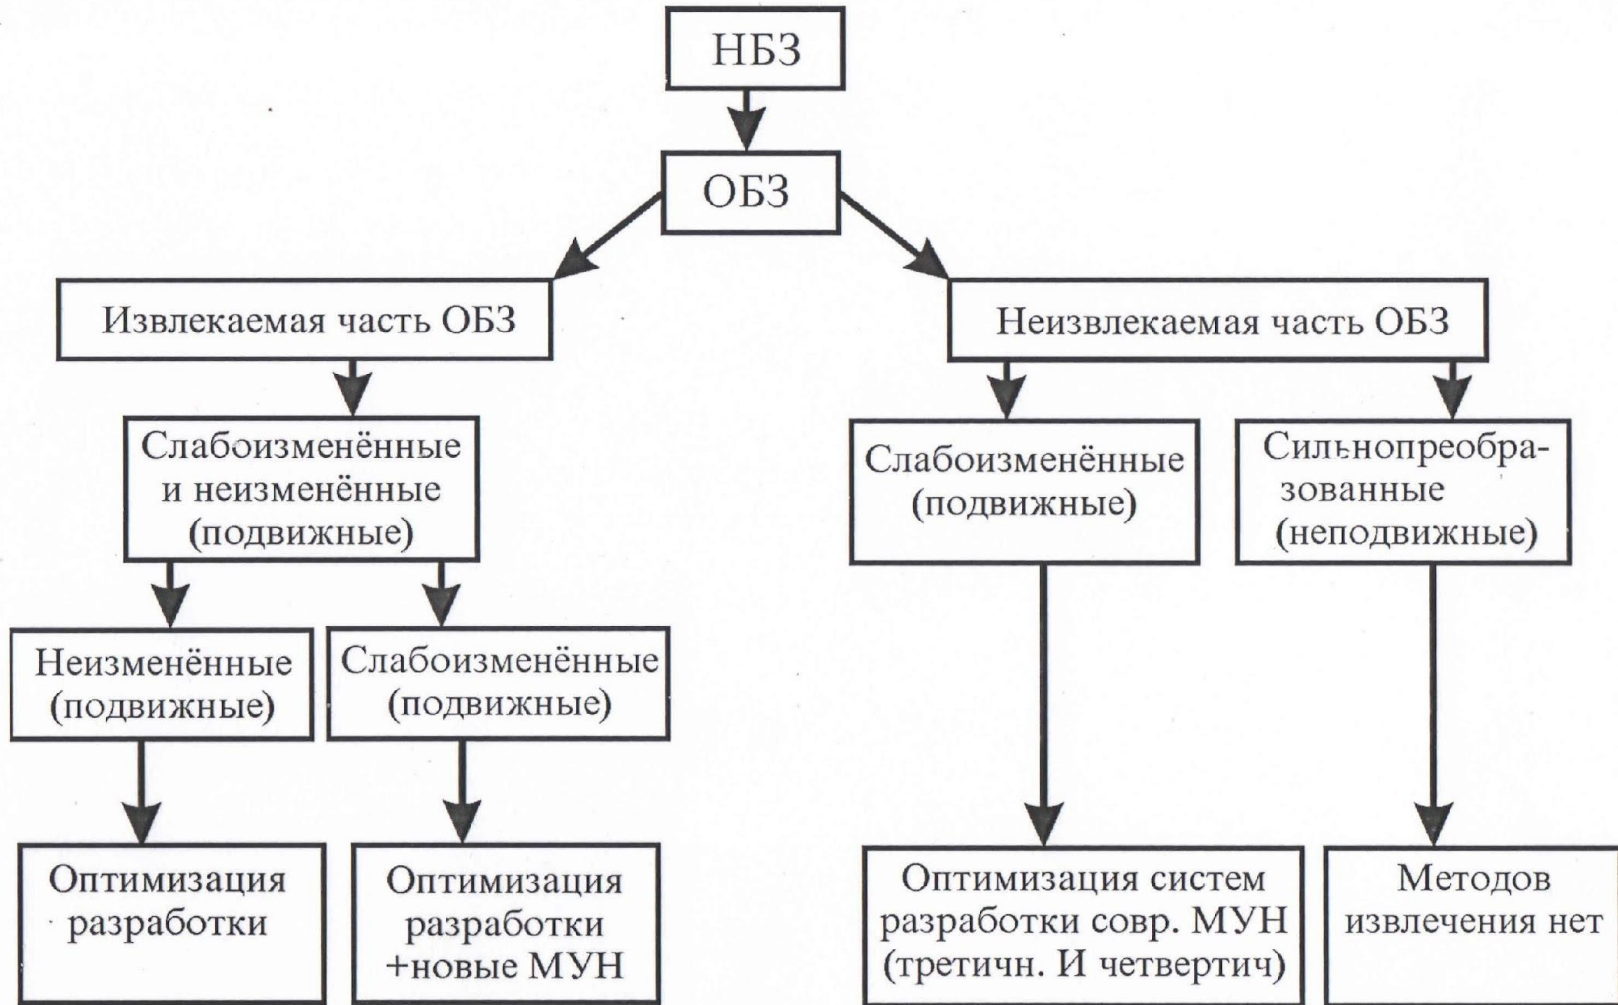 НБЗ
ОБЗ
Извлекаемая часть ОБЗ
Неизвлекаемая часть ОБЗ
Слабоизменённые
и неизменённые
(подвижные)
Слабоизменённые
(подвижные)
Сильнопреобра-
зованные
(неподвижные)
Неизменённые
(подвижные)
Слабоизменённые
(подвижные)
Оптимизация
разработки
Оптимизация
разработки
+новые МУН
Оптимизация систем
разработки совр. МУН
(третичн. И четвертич)
Методов
извлечения нет